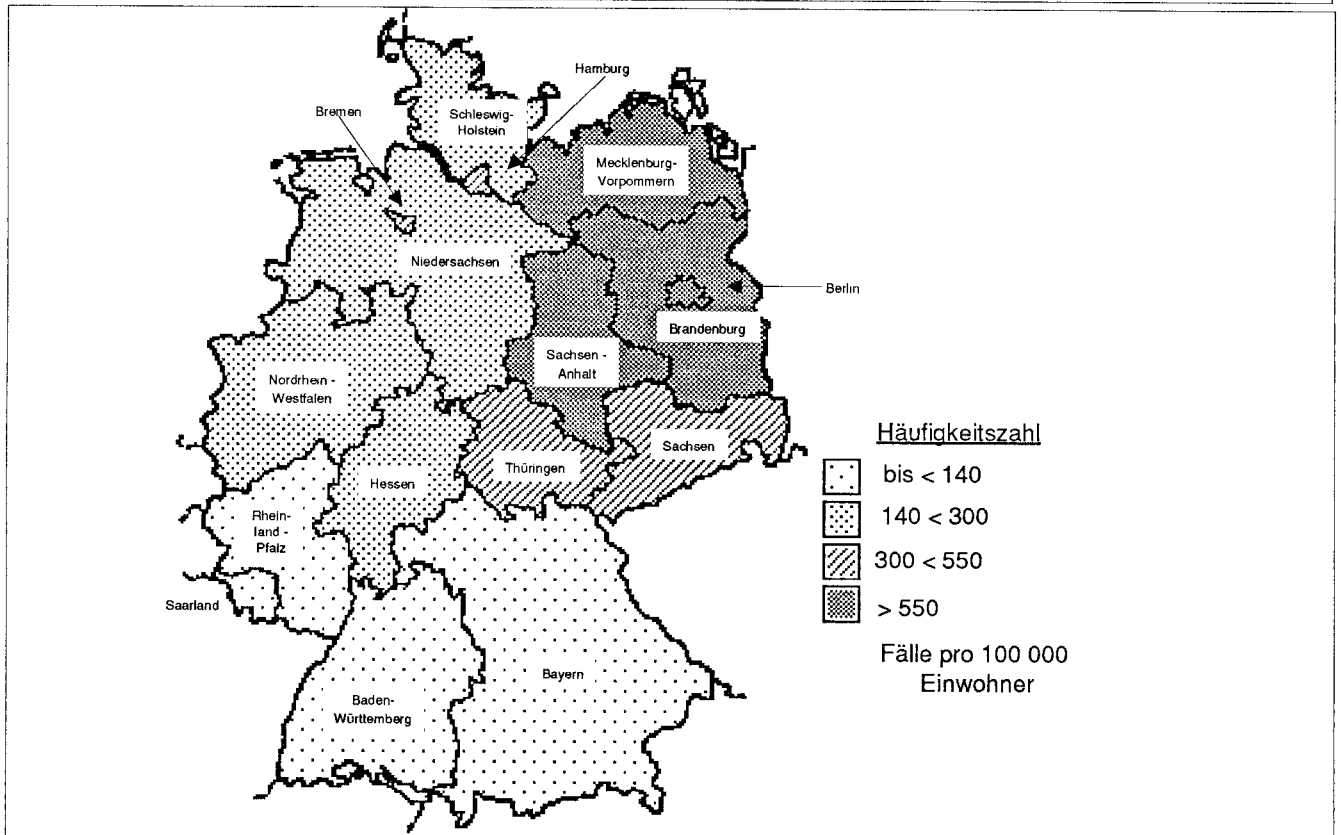 Hamburg
Bremen
Schleswig-
Holstein
Mecklenburg-
Vorpommern
Niedersachsen
Berlin
Brandenburg
Sachsen -
Anhalt
Nordrhein -
Westfalen
Sachsen
Thüringen
Hessen
Rhein-
land -
Pfalz
Saarland
Bayern
Baden-
Württemberg
Häufigkeitszahl
bis < 140
140 < 300
300 < 550
> 550
Fälle pro 100 000
Einwohner